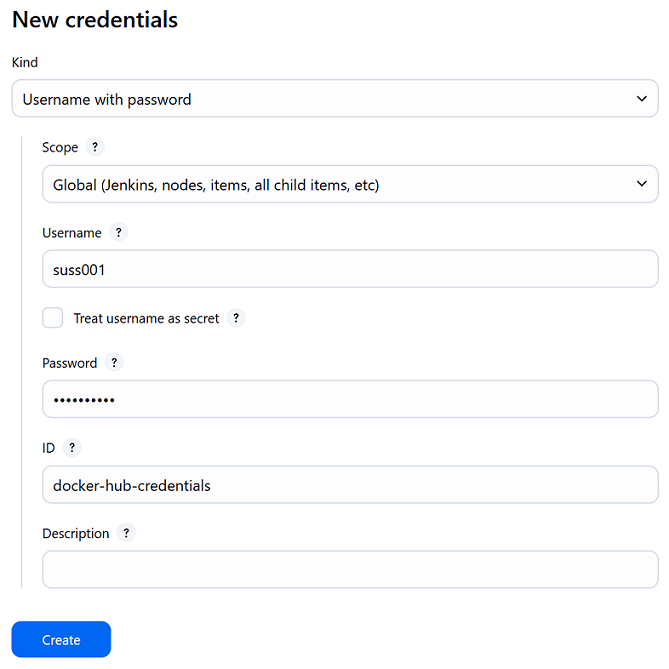 New credentials
Kind
Username with password
Scope ?
Global (Jenkins, nodes, items, all child items, etc)
Username ?
suss001
Treat username as secret ?
Password ?
••••••••••
ID ?
docker-hub-credentials
Description ?
Create